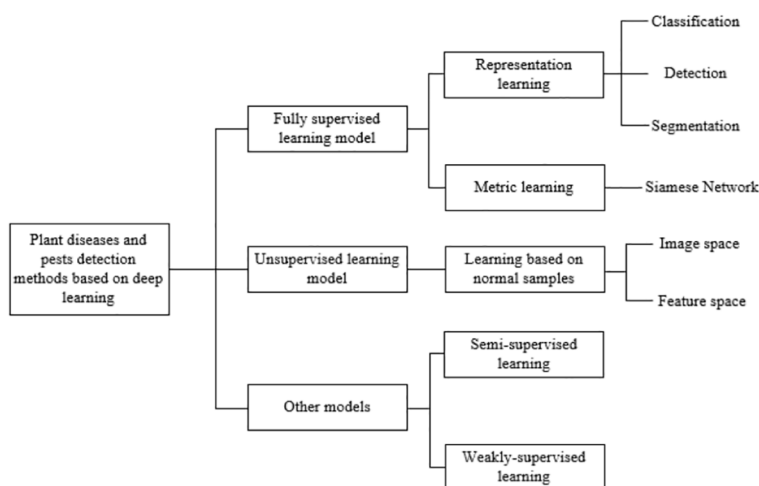 Plant diseases and
pests detection
methods based on deep
learning
Fully supervised
learning model
Representation
learning
Classification
Detection
Segmentation
Metric learning
Siamese Network
Unsupervised learning
model
Learning based on
normal samples
Image space
Feature space
Other models
Semi-supervised
learning
Weakly-supervised
learning